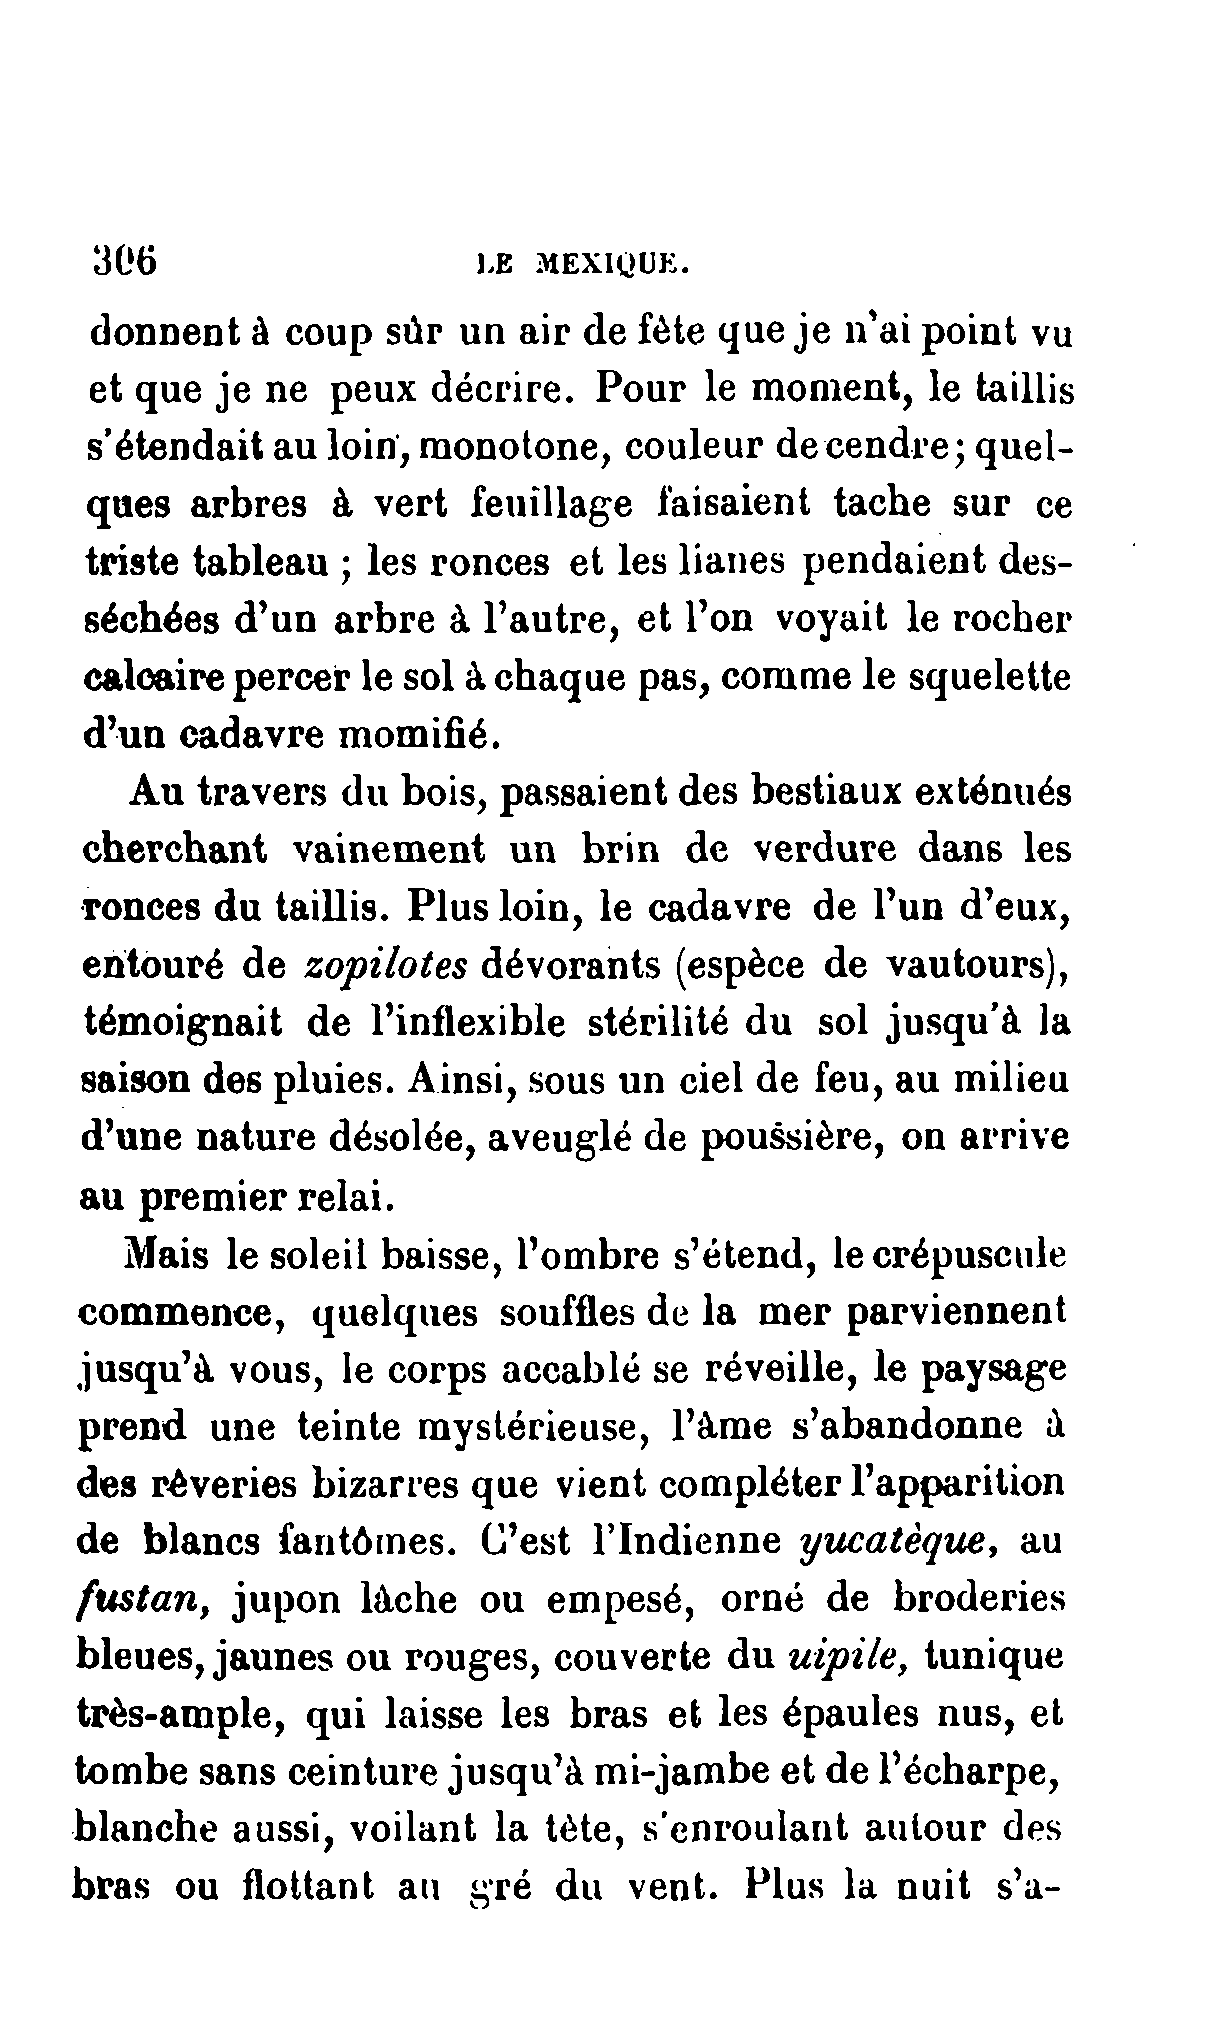 306 LE MEXIQUE.
donnent à coup sûr un air de fête que je n'ai point vu
et que je ne peux décrire. Pour le moment, le taillis
s'étendait au loin, monotone, couleur de cendre; quel-
ques arbres à vert feuillage faisaient tache sur ce
triste tableau ; les ronces et les lianes pendaient des-
séchées d'un arbre à l'autre, et l'on voyait le rocher
calcaire percer le sol à chaque pas, comme le squelette
d'un cadavre momifié.
Au travers du bois, passaient des bestiaux exténués
cherchant vainement un brin de verdure dans les
ronces du taillis. Plus loin, le cadavre de l'un d'eux,
entouré de zopilotes dévorants (espèce de vautours),
témoignait de l'inflexible stérilité du sol jusqu'à la
saison des pluies. Ainsi, sous un ciel de feu, au milieu
d'une nature désolée, aveuglé de poussière, on arrive
au premier relai.
Mais le soleil baisse, l'ombre s'étend, le crépuscule
commence, quelques souffles de la mer parviennent
jusqu'à vous, le corps accablé se réveille, le paysage
prend une teinte mystérieuse, l'âme s'abandonne à
des rêveries bizarres que vient compléter l'apparition
de blancs fantômes. C'est l'Indienne yucatèque, au
fustan, jupon lâche ou empesé, orné de broderies
bleues, jaunes ou rouges, couverte du uipile, tunique
très-ample, qui laisse les bras et les épaules nus, et
tombe sans ceinture jusqu'à mi-jambe et de l'écharpe,
blanche aussi, voilant la tête, s'enroulant autour des
bras ou flottant au gré du vent. Plus la nuit s'a-